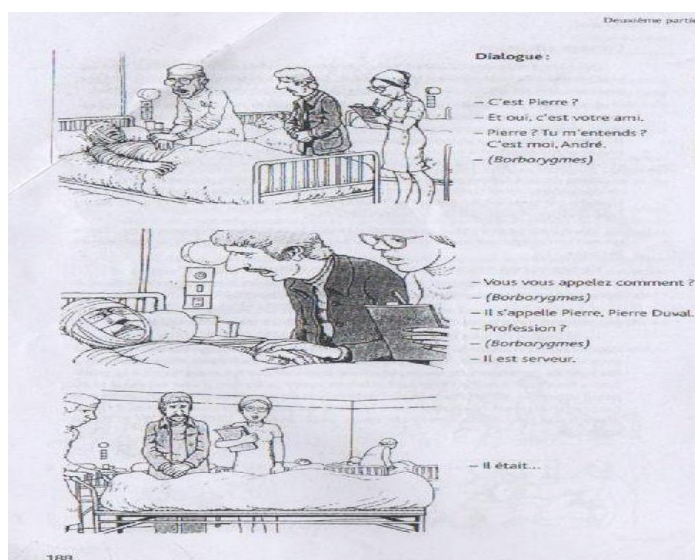 Deuxième partie
Dialogue :
– C'est Pierre ?
– Et oui, c'est votre ami.
– Pierre ? Tu m'entends ?
C'est moi, André.
– (Borborygmes)
– Vous vous appelez comment ?
– (Borborygmes)
– Il s'appelle Pierre, Pierre Duval.
– Profession ?
– (Borborygmes)
– Il est serveur.
– Il était...
188